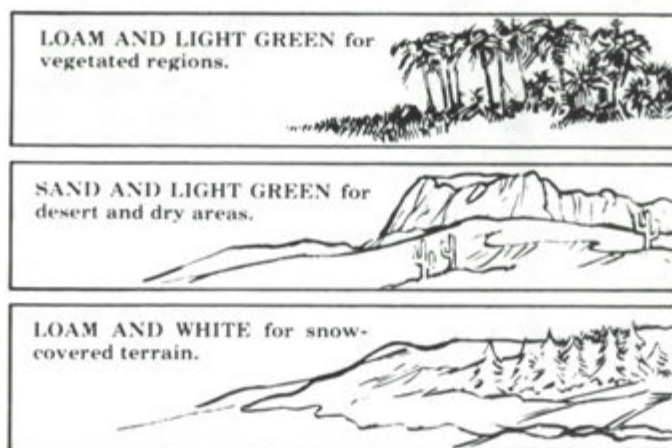 LOAM AND LIGHT GREEN for
vegetated regions.
SAND AND LIGHT GREEN for
desert and dry areas.
LOAM AND WHITE for snow-
covered terrain.